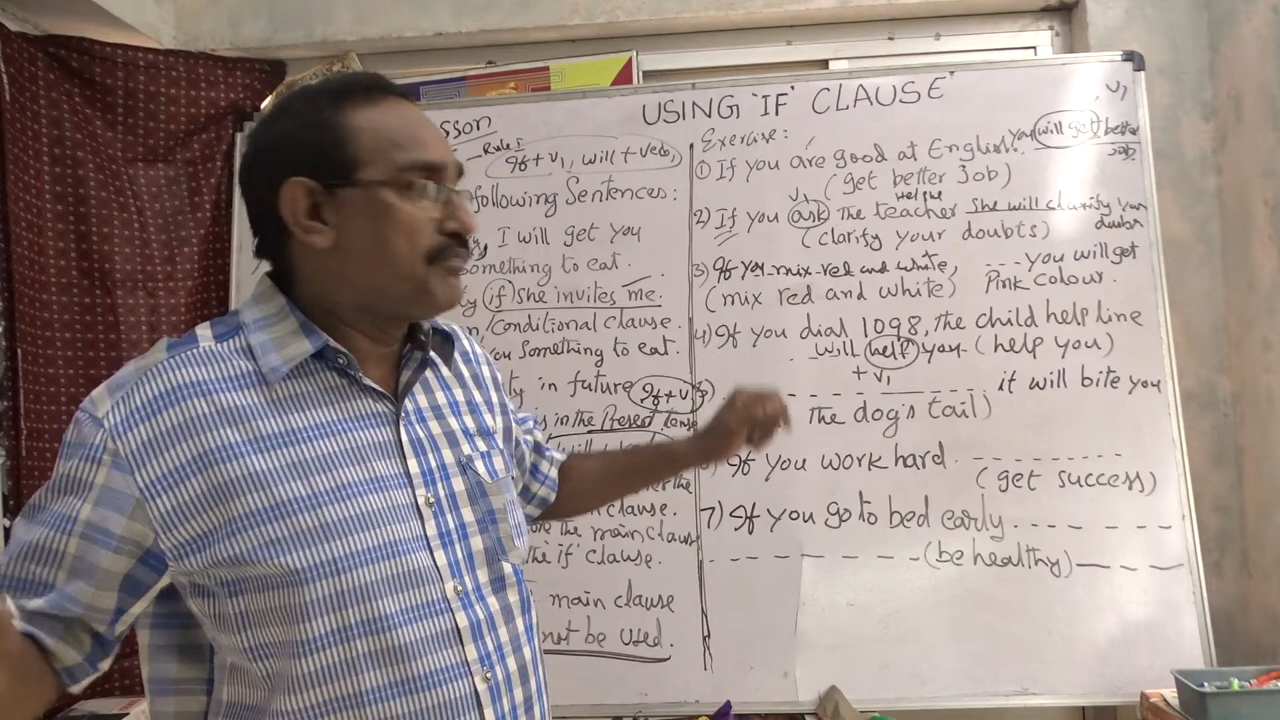 USING 'IF' CLAUSE"
sson
Rule I
If + V1, will + verb1
following Sentences:
I will get you
something to eat.
if she invites me.
/Conditional clause.
you Something to eat.
in future If + V
is in the Present tense
clause.
the main clause
the 'if' clause.
main clause
not be used.
Exercise:
V1
1) If you are good at English. you will get better
job.
(get better Job)
V1
2) If you ask the teacher she will clarify your
doubts
(clarify your doubts)
3) If you mix red and white, --- you will get
(mix red and white) Pink colour.
4) If you dial 1098, the child help line
will help you - (help you)
+ V1
5) it will bite you
the dog's tail)
If you work hard
(get success)
7) If you go to bed early
(be healthy)